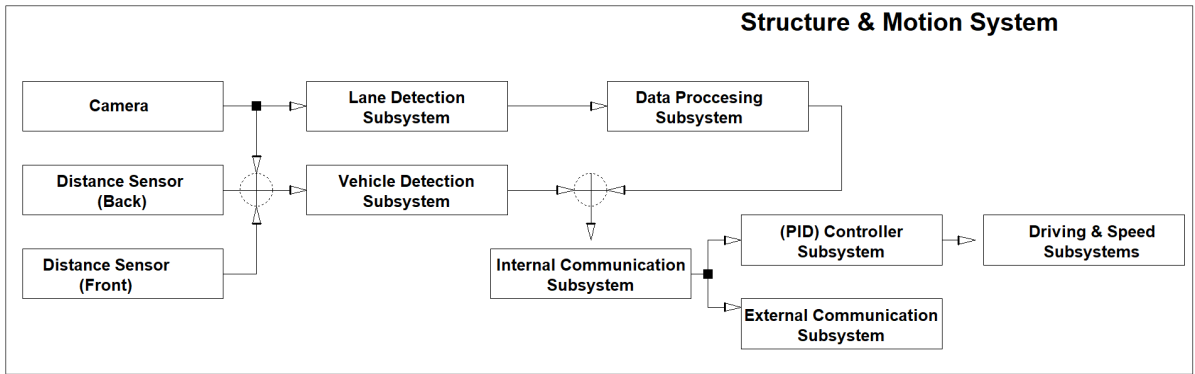 Structure & Motion System
Camera
Lane Detection
Subsystem
Data Proccesing
Subsystem
Distance Sensor
(Back)
Vehicle Detection
Subsystem
Distance Sensor
(Front)
Internal Communication
Subsystem
(PID) Controller
Subsystem
Driving & Speed
Subsystems
External Communication
Subsystem